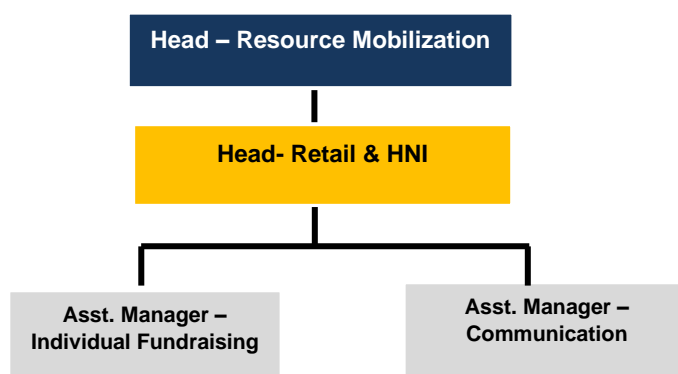 Head – Resource Mobilization
Head- Retail & HNI
Asst. Manager –
Individual Fundraising
Asst. Manager –
Communication